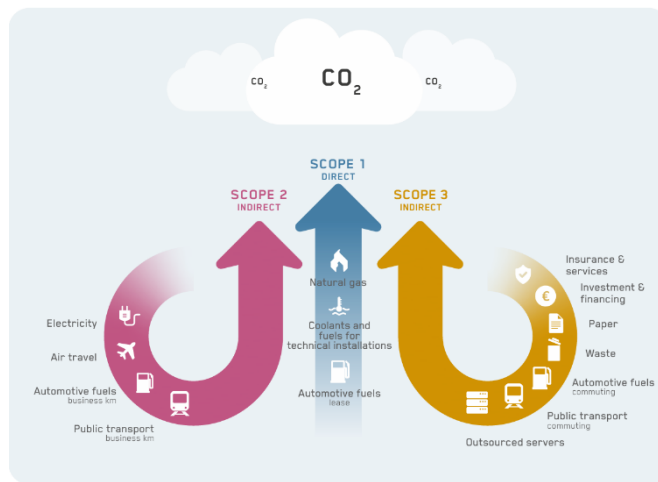 CO2
CO2
CO2
SCOPE 1
DIRECT
SCOPE 2
INDIRECT
SCOPE 3
INDIRECT
Electricity
Air travel
Automotive fuels
business km
Public transport
business km
Natural gas
Coolants and
fuels for
technical installations
Automotive fuels
lease
Insurance &
services
Investment &
financing
€
Paper
Waste
Automotive fuels
commuting
Public transport
commuting
Outsourced servers